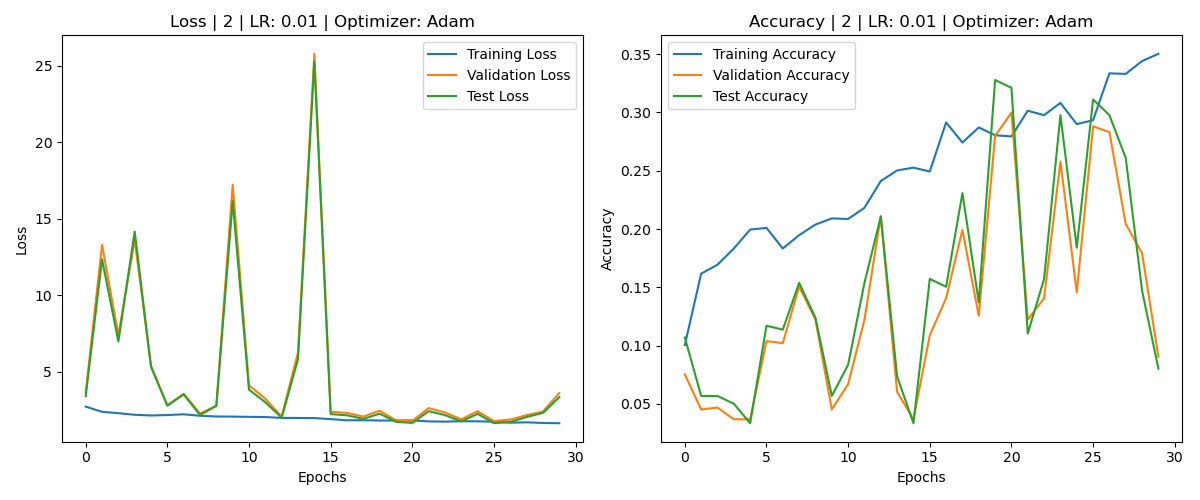 Loss | 2 | LR: 0.01 | Optimizer: Adam
Training Loss
Validation Loss
Test Loss
Loss
25
20
15
10
5
0
5
10
15
20
25
30
Epochs
Accuracy | 2 | LR: 0.01 | Optimizer: Adam
Training Accuracy
Validation Accuracy
Test Accuracy
Accuracy
0.35
0.30
0.25
0.20
0.15
0.10
0.05
0
5
10
15
20
25
30
Epochs